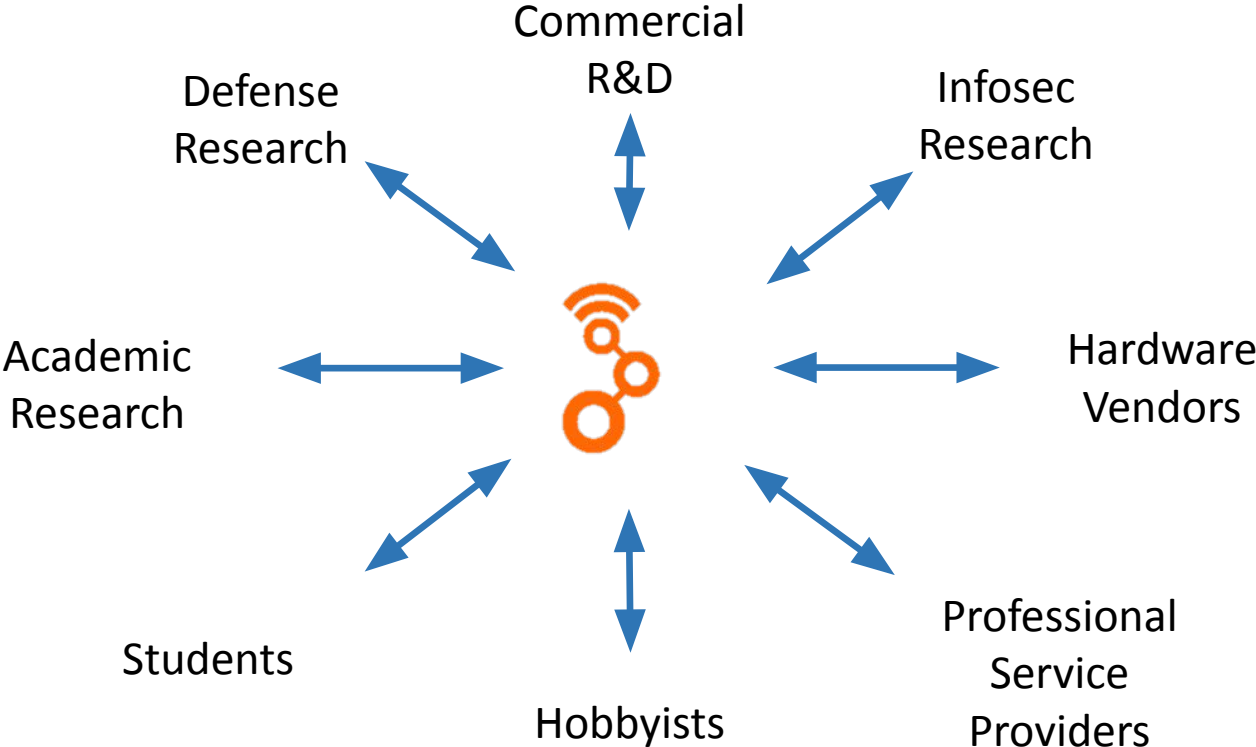 Commercial
R&D
Defense
Research
Infosec
Research
Academic
Research
Hardware
Vendors
Students
Hobbyists
Professional
Service
Providers